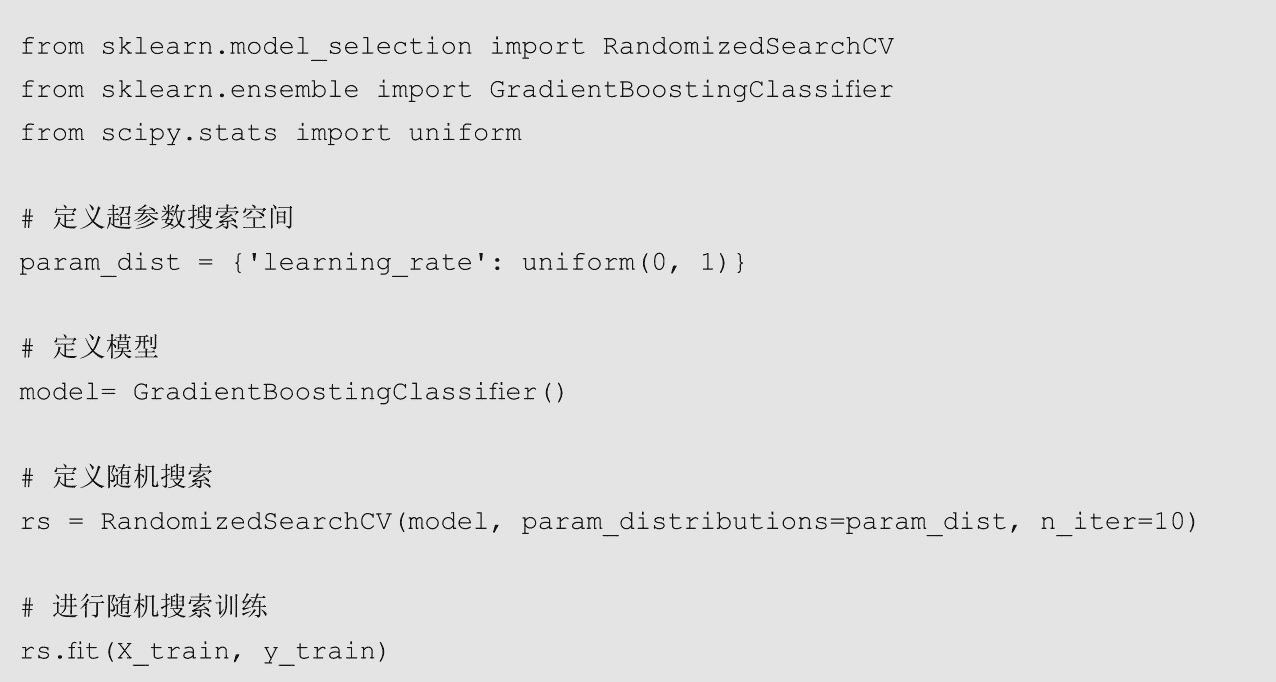 from sklearn.model_selection import RandomizedSearchCV
from sklearn.ensemble import GradientBoostingClassifier
from scipy.stats import uniform
# 定义超参数搜索空间
param_dist = {'learning_rate': uniform(0, 1)}
# 定义模型
model= GradientBoostingClassifier()
# 定义随机搜索
rs = RandomizedSearchCV(model, param_distributions=param_dist, n_iter=10)
# 进行随机搜索训练
rs.fit(X_train, y_train)